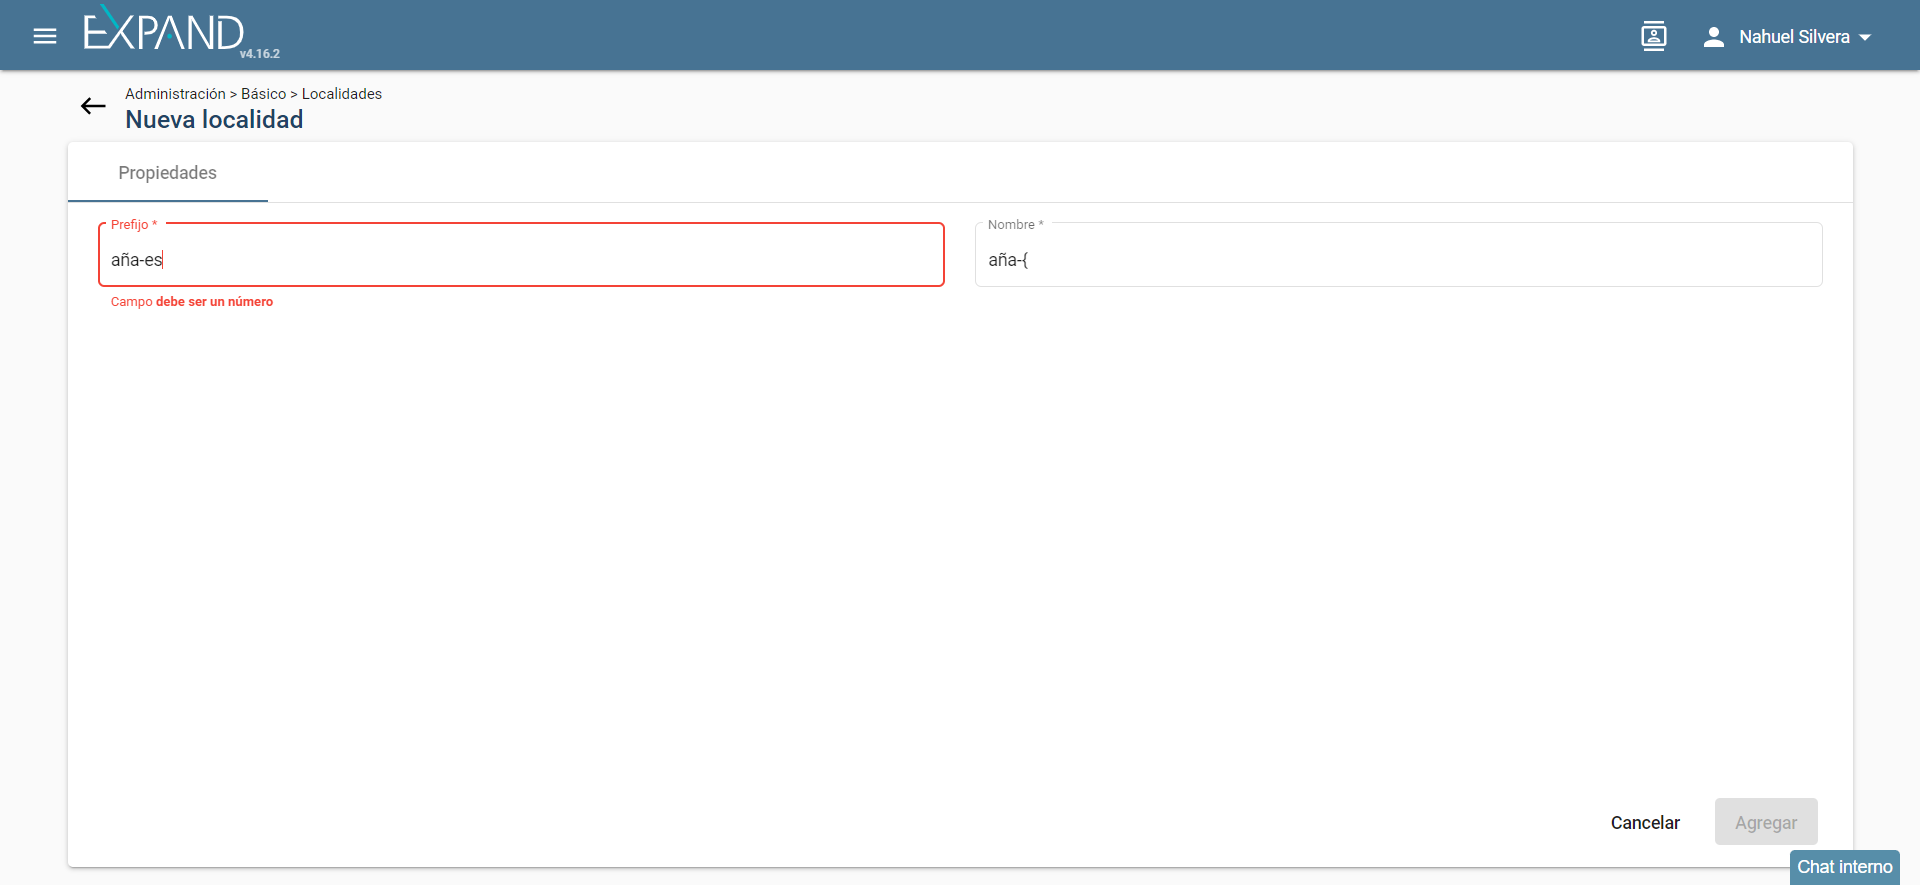 EXPAND
v4.16.2
Nahuel Silvera
Administración > Básico > Localidades
Nueva localidad
Propiedades
Prefijo *
aña-es
Campo debe ser un número
Nombre *
aña-{
Cancelar
Agregar
Chat interno